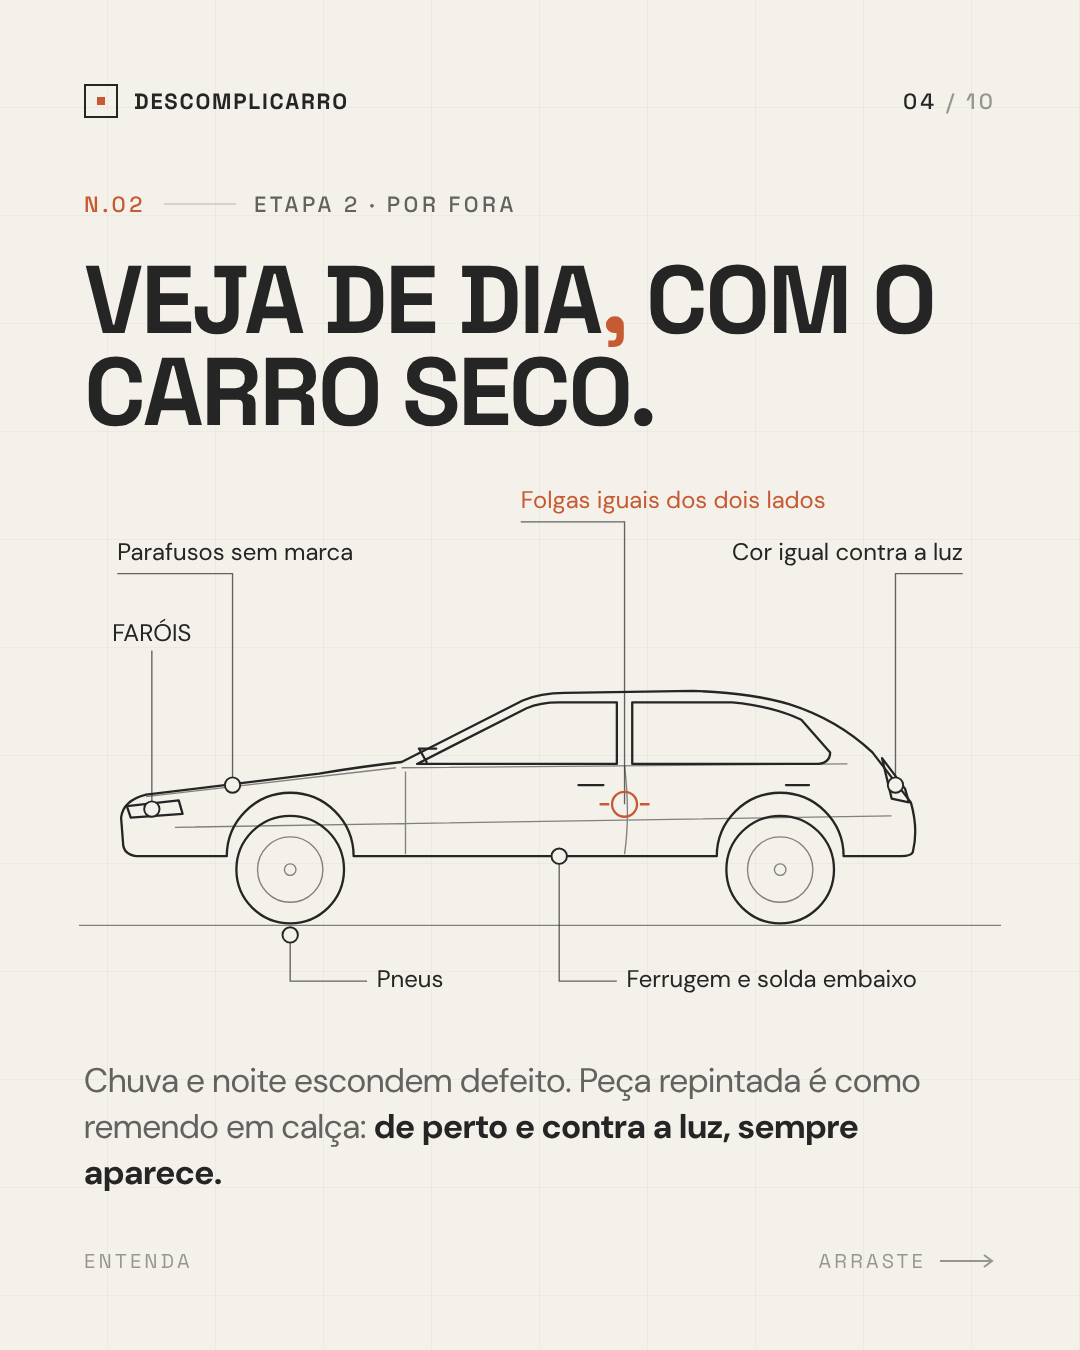 DESCOMPLICARRO
04 / 10
N.02 ETAPA 2 · POR FORA
VEJA DE DIA, COM O
CARRO SECO.
Folgas iguais dos dois lados
Parafusos sem marca
Cor igual contra a luz
FARÓIS
Pneus
Ferrugem e solda embaixo
Chuva e noite escondem defeito. Peça repintada é como
remendo em calça: de perto e contra a luz, sempre
aparece.
ENTENDA
ARRASTE